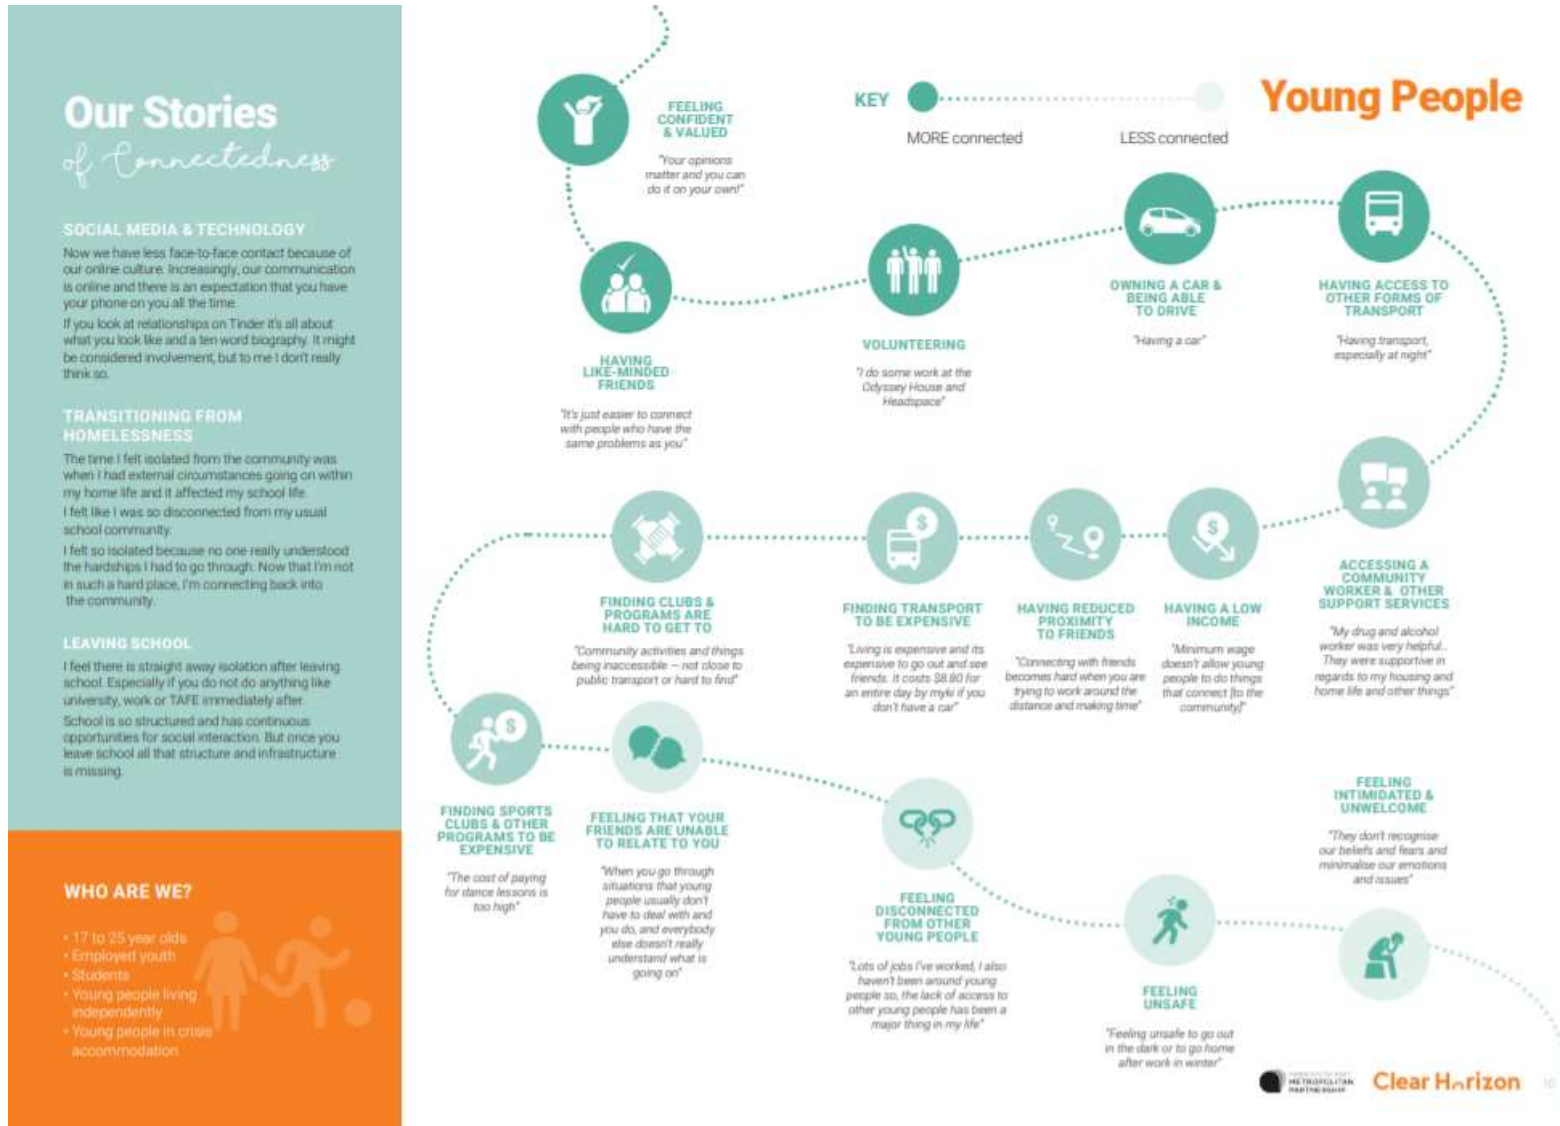 Our Stories
of Connectedness
SOCIAL MEDIA & TECHNOLOGY
Now we have less face-to-face contact because of
our online culture. Increasingly, our communication
is online and there is an expectation that you have
your phone on you all the time.
If you look at relationships on Tinder it's all about
what you look like and a ten word biography. It might
be considered involvement, but to me I don't really
think so.
TRANSITIONING FROM
HOMELESSNESS
The time I felt isolated from the community was
when I had external circumstances going on within
my home life and it affected my school life.
I felt like I was so disconnected from my usual
school community.
I felt so isolated because no one really understood
the hardships I had to go through. Now that I'm not
in such a hard place, I'm connecting back into
the community.
LEAVING SCHOOL
I feel there is straight away isolation after leaving
school. Especially if you do not do anything like
university, work or TAFE immediately after.
School is so structured and has continuous
opportunities for social interaction. But once you
leave school all that structure and infrastructure
is missing.
WHO ARE WE?
• 17 to 25 year olds
• Employed youth
• Students
• Young people living
independently
• Young people in crisis
accommodation
Young People
KEY
MORE connected
LESS connected
FEELING
CONFIDENT
& VALUED
"Your opinions
matter and you can
do it on your own!"
HAVING
LIKE-MINDED
FRIENDS
"It's just easier to connect
with people who have the
same problems as you"
VOLUNTEERING
"I do some work at the
Odyssey House and
Headspace"
OWNING A CAR &
BEING ABLE
TO DRIVE
"Having a car"
HAVING ACCESS TO
OTHER FORMS OF
TRANSPORT
"Having transport,
especially at night"
ACCESSING A
COMMUNITY
WORKER & OTHER
SUPPORT SERVICES
"My drug and alcohol
worker was very helpful..
They were supportive in
regards to my housing and
home life and other things"
$
HAVING A LOW
INCOME
"Minimum wage
doesn't allow young
people to do things
that connect [to the
community]"
HAVING REDUCED
PROXIMITY
TO FRIENDS
"Connecting with friends
becomes hard when you are
trying to work around the
distance and making time"
$
FINDING TRANSPORT
TO BE EXPENSIVE
"Living is expensive and its
expensive to go out and see
friends. It costs $8.80 for
an entire day by myki if you
don't have a car"
FINDING CLUBS &
PROGRAMS ARE
HARD TO GET TO
"Community activities and things
being inaccessible – not close to
public transport or hard to find"
$
FINDING SPORTS
CLUBS & OTHER
PROGRAMS TO BE
EXPENSIVE
"The cost of paying
for dance lessons is
too high"
FEELING THAT YOUR
FRIENDS ARE UNABLE
TO RELATE TO YOU
"When you go through
situations that young
people usually don't
have to deal with and
you do, and everybody
else doesn't really
understand what is
going on"
FEELING
DISCONNECTED
FROM OTHER
YOUNG PEOPLE
"Lots of jobs I've worked, I also
haven't been around young
people so, the lack of access to
other young people has been a
major thing in my life"
FEELING
UNSAFE
"Feeling unsafe to go out
in the dark or to go home
after work in winter"
FEELING
INTIMIDATED &
UNWELCOME
"They don't recognise
our beliefs and fears and
minimalise our emotions
and issues"
METROPOLITAN
PARTNERSHIP
Clear Horizon
10